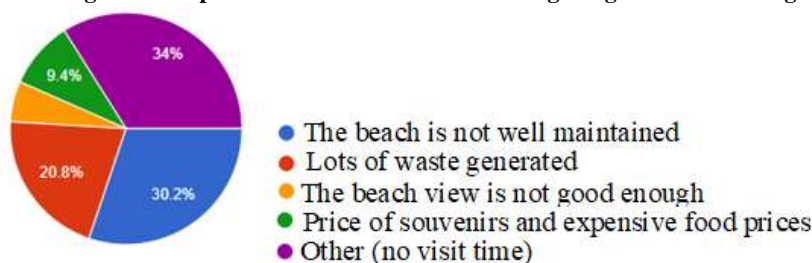 34%
9.4%
20.8%
30.2%
The beach is not well maintained
Lots of waste generated
The beach view is not good enough
Price of souvenirs and expensive food prices
Other (no visit time)